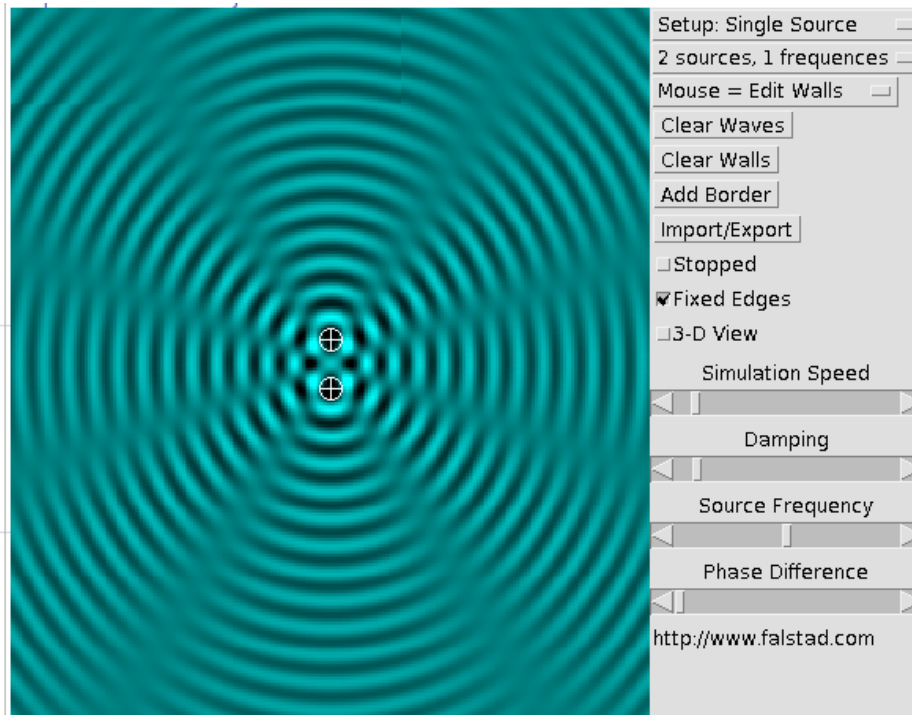 Setup: Single Source
2 sources, 1 frequences
Mouse = Edit Walls
Clear Waves
Clear Walls
Add Border
Import/Export
Stopped
Fixed Edges
3-D View
Simulation Speed
Damping
Source Frequency
Phase Difference
http://www.falstad.com